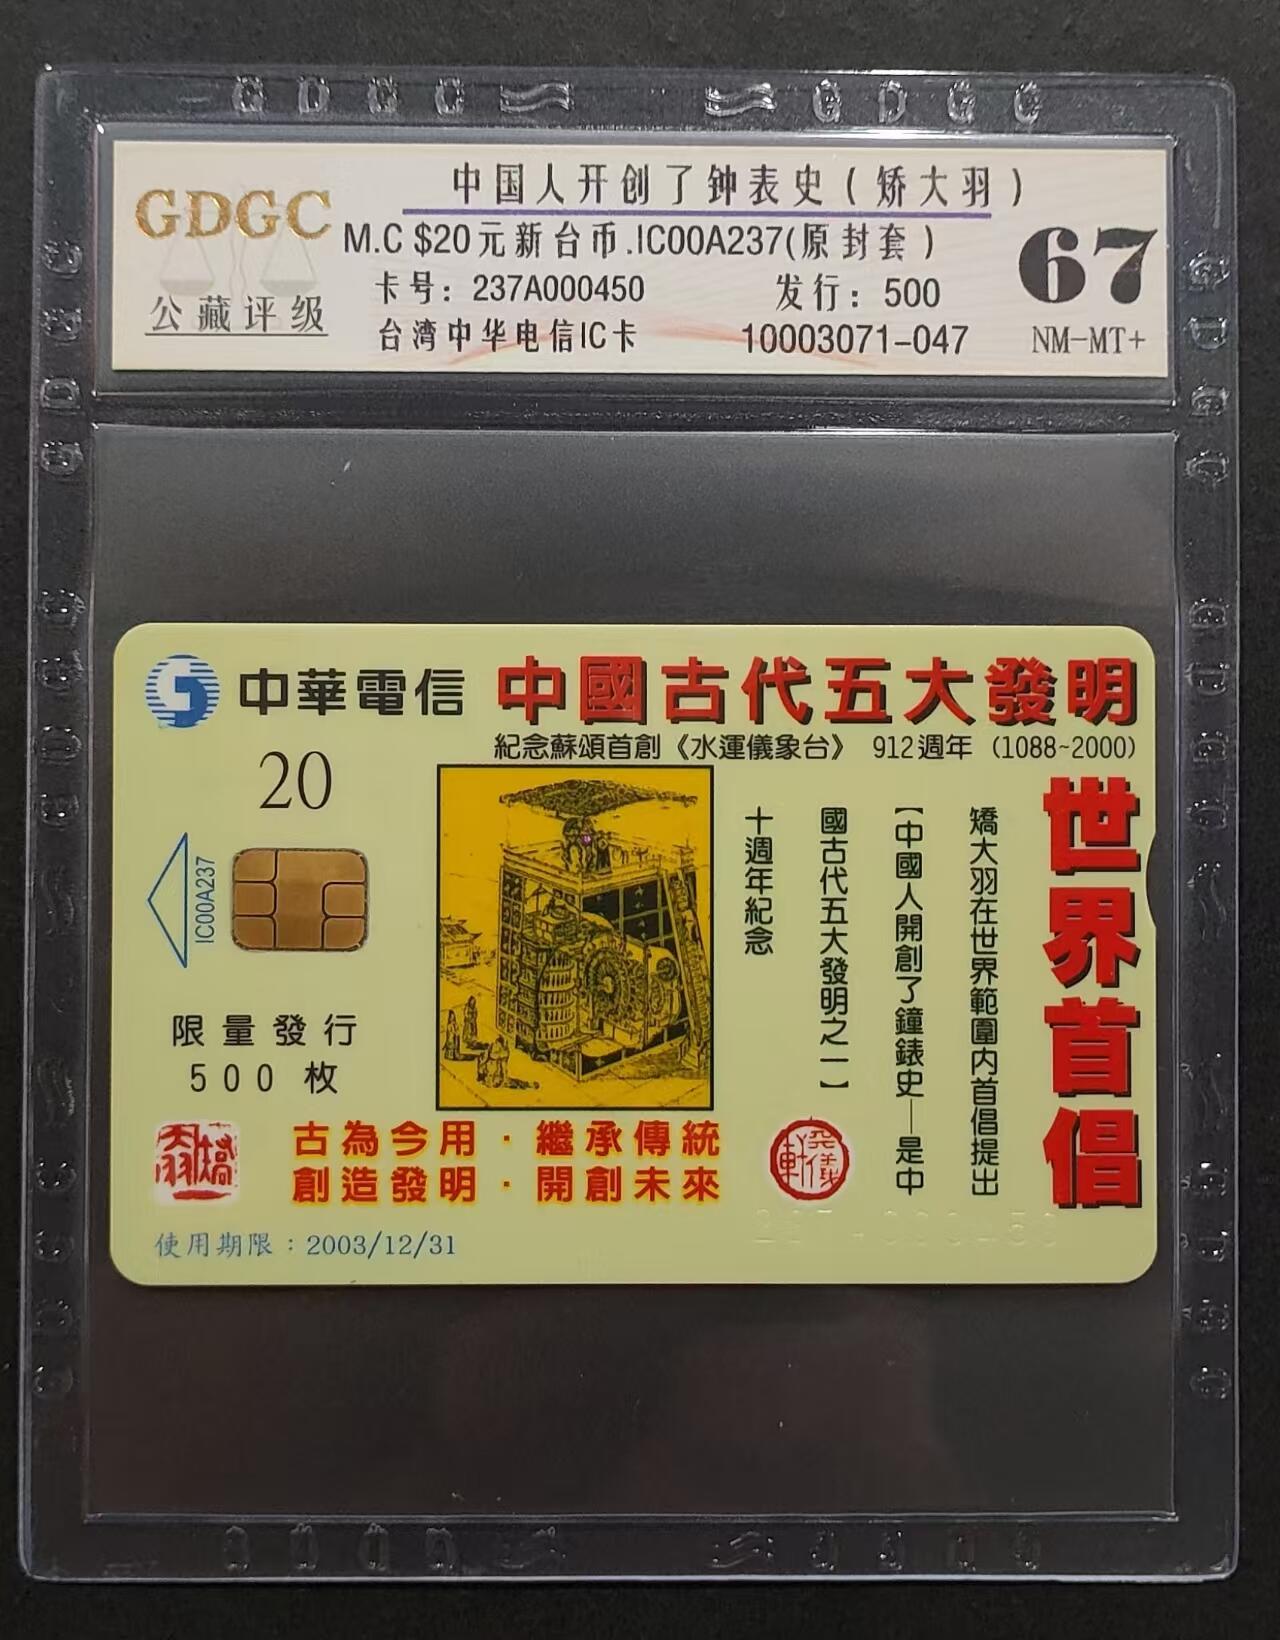 GDGC
公藏评级
中国人开创了钟表史(矫大羽)
M.C $20元新台币.IC00A237(原封套)
卡号: 237A000450 发行: 500
台湾中华电信IC卡 10003071-047
67
NM-MT+
中華電信
中國古代五大發明
紀念蘇頌首創《水運儀象台》 912週年 (1088~2000)
20
IC00A237
世界首倡
矯大羽在世界範圍内首倡提出
【中國人開創了鐘錶史—是中
國古代五大發明之一】
十週年紀念
限量發行
500 枚
古為今用·繼承傳統
創造發明·開創未來
使用期限：2003/12/31